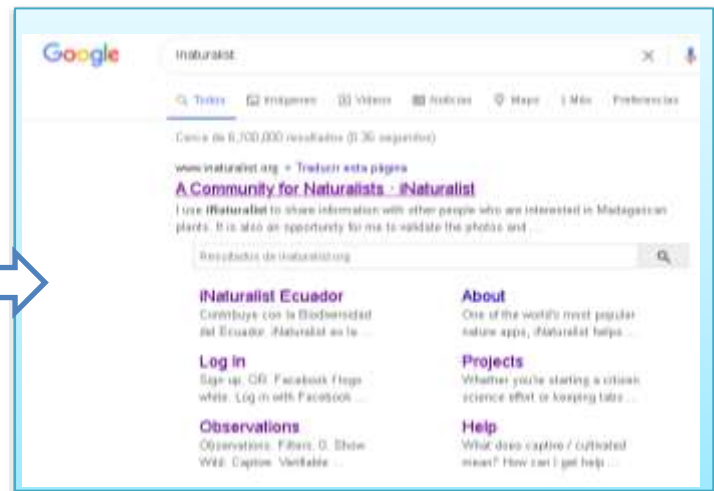 Google
inaturalist
Todos Imágenes Videos Noticias Maps Más Preferencias
Cerca de 6,100,000 resultados (0.36 segundos)
www.inaturalist.org Traducir esta página
A Community for Naturalists · iNaturalist
I use iNaturalist to share information with other people who are interested in Madagascan
plants. It is also an opportunity for me to validate the photos and ...
Resultados de inaturalist.org
iNaturalist Ecuador
Contribuye con la Biodiversidad
del Ecuador. iNaturalist es la ...
About
One of the world's most popular
nature apps, iNaturalist helps ...
Log in
Sign up. OR. Facebook Flogo
white. Log in with Facebook ...
Projects
Whether you're starting a citizen
science effort or keeping tabs ...
Observations
Observations. Filters. 0. Show
Wild. Captive. Verifiable ...
Help
What does captive / cultivated
mean? How can I get help ...